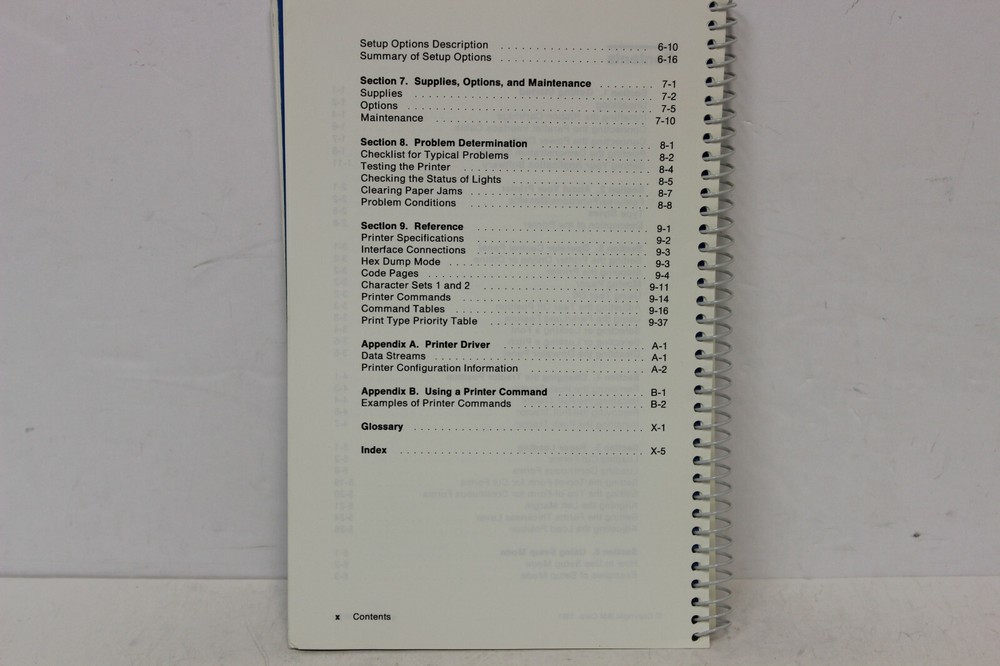 Setup Options Description . . . . . . . . . . . . . . . . . . . . . . 6-10
Summary of Setup Options . . . . . . . . . . . . . . . . . . . . . . 6-16
Section 7. Supplies, Options, and Maintenance . . . . . . . . 7-1
Supplies . . . . . . . . . . . . . . . . . . . . . . . . . . . . . . . . . . . 7-2
Options . . . . . . . . . . . . . . . . . . . . . . . . . . . . . . . . . . . 7-5
Maintenance . . . . . . . . . . . . . . . . . . . . . . . . . . . . . . . 7-10
Section 8. Problem Determination . . . . . . . . . . . . . . . . . 8-1
Checklist for Typical Problems . . . . . . . . . . . . . . . . . . . 8-2
Testing the Printer . . . . . . . . . . . . . . . . . . . . . . . . . . . 8-4
Checking the Status of Lights . . . . . . . . . . . . . . . . . . . . 8-5
Clearing Paper Jams . . . . . . . . . . . . . . . . . . . . . . . . . 8-7
Problem Conditions . . . . . . . . . . . . . . . . . . . . . . . . . . 8-8
Section 9. Reference . . . . . . . . . . . . . . . . . . . . . . . . . 9-1
Printer Specifications . . . . . . . . . . . . . . . . . . . . . . . . . 9-2
Interface Connections . . . . . . . . . . . . . . . . . . . . . . . . 9-3
Hex Dump Mode . . . . . . . . . . . . . . . . . . . . . . . . . . . . 9-3
Code Pages . . . . . . . . . . . . . . . . . . . . . . . . . . . . . . . 9-4
Character Sets 1 and 2 . . . . . . . . . . . . . . . . . . . . . . . 9-11
Printer Commands . . . . . . . . . . . . . . . . . . . . . . . . . . 9-14
Command Tables . . . . . . . . . . . . . . . . . . . . . . . . . . . 9-16
Print Type Priority Table . . . . . . . . . . . . . . . . . . . . . . 9-37
Appendix A. Printer Driver . . . . . . . . . . . . . . . . . . . . . A-1
Data Streams . . . . . . . . . . . . . . . . . . . . . . . . . . . . . . A-1
Printer Configuration Information . . . . . . . . . . . . . . . . . A-2
Appendix B. Using a Printer Command . . . . . . . . . . . . B-1
Examples of Printer Commands . . . . . . . . . . . . . . . . . . B-2
Glossary . . . . . . . . . . . . . . . . . . . . . . . . . . . . . . . . . X-1
Index . . . . . . . . . . . . . . . . . . . . . . . . . . . . . . . . . . . X-5
x Contents